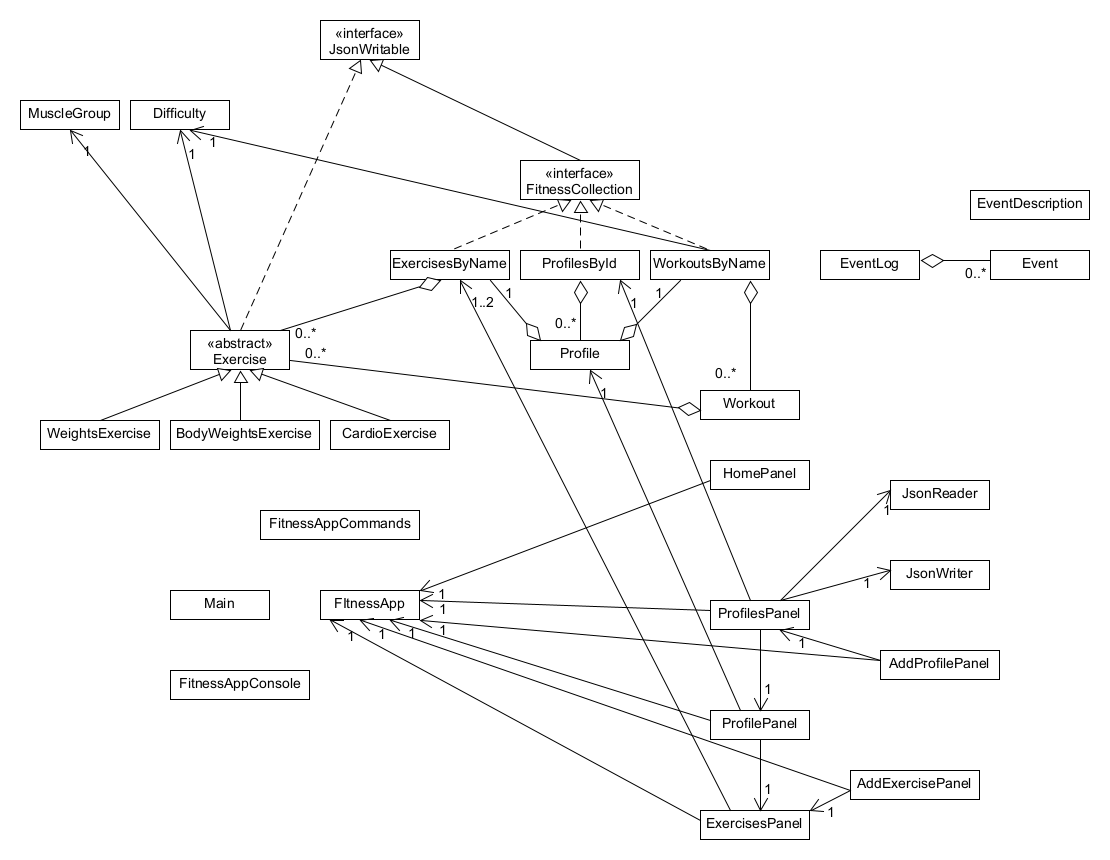 «interface»
JsonWritable
MuscleGroup
Difficulty
1
1
1
«interface»
FitnessCollection
EventDescription
ExercisesByName
ProfilesById
WorkoutsByName
EventLog
Event
0..*
1..2
1
1
1
0..*
0..*
0..*
«abstract»
Exercise
Profile
0..*
1
Workout
WeightsExercise
BodyWeightsExercise
CardioExercise
HomePanel
JsonReader
1
FitnessAppCommands
JsonWriter
1
Main
FItnessApp
1
1
1
1
1
1
ProfilesPanel
1
AddProfilePanel
FitnessAppConsole
1
ProfilePanel
1
AddExercisePanel
1
ExercisesPanel